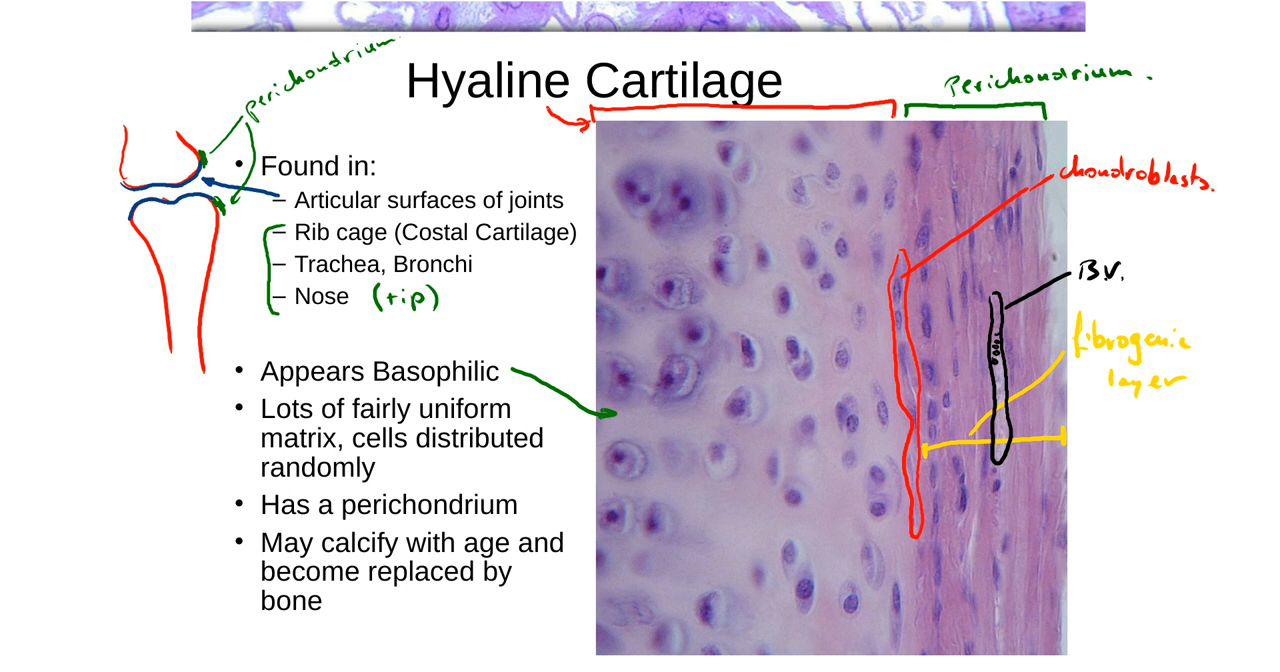 perichondrium.
Hyaline Cartilage
Perichondrium.
• Found in:
– Articular surfaces of joints
– Rib cage (Costal Cartilage)
– Trachea, Bronchi
– Nose (tip)
• Appears Basophilic
• Lots of fairly uniform
matrix, cells distributed
randomly
• Has a perichondrium
• May calcify with age and
become replaced by
bone
chondroblasts.
B.V.
fibrogenic
layer